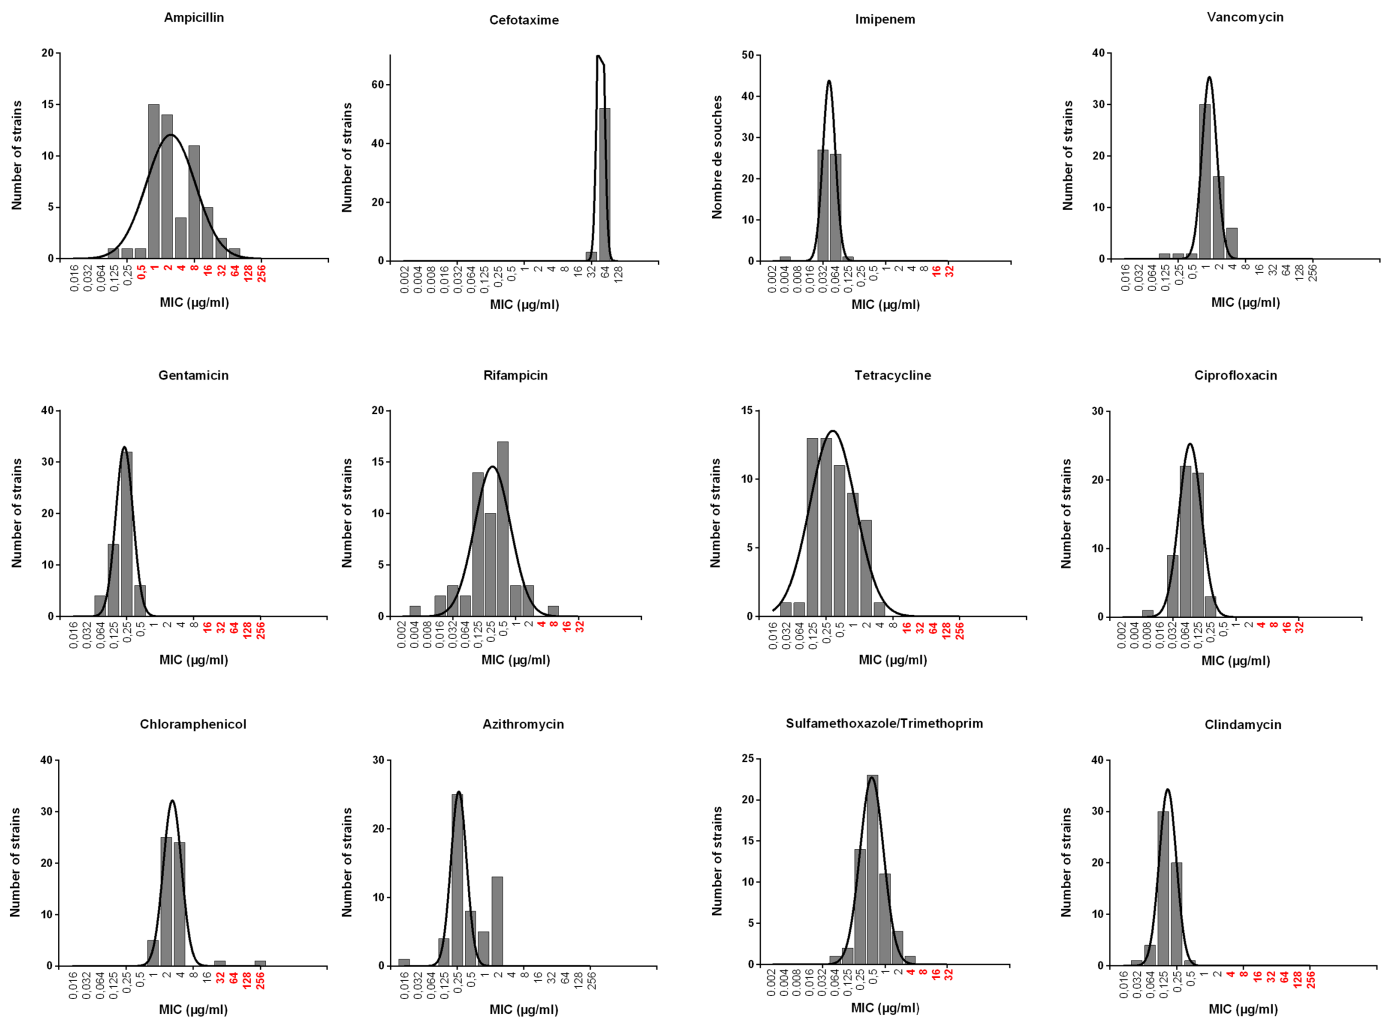 Ampicillin
Number of strains
20
15
10
5
0
0,016 0,032 0,064 0,125 0,25 0,5 1 2 4 8 16 32 64 128 256
MIC (µg/ml)
Cefotaxime
Number of strains
60
40
20
0
0.002 0.004 0.008 0.016 0,032 0,064 0,125 0,25 0,5 1 2 4 8 16 32 64 128
MIC (µg/ml)
Imipenem
Nombre de souches
50
40
30
20
10
0
0.002 0.004 0.008 0.016 0.032 0.064 0.125 0,25 0,5 1 2 4 8 16 32
MIC (µg/ml)
Vancomycin
Number of strains
40
30
20
10
0
0,016 0,032 0,064 0,125 0,25 0,5 1 2 4 8 16 32 64 128 256
MIC (µg/ml)
Gentamicin
Number of strains
40
30
20
10
0
0,016 0,032 0,064 0,125 0,25 0,5 1 2 4 8 16 32 64 128 256
MIC (µg/ml)
Rifampicin
Number of strains
20
15
10
5
0
0.002 0.004 0.008 0.016 0.032 0.064 0.125 0.25 0.5 1 2 4 8 16 32
MIC (µg/ml)
Tetracycline
Number of strains
15
10
5
0
0,016 0,032 0,064 0,125 0,25 0,5 1 2 4 8 16 32 64 128 256
MIC (µg/ml)
Ciprofloxacin
Number of strains
30
20
10
0
0.002 0.004 0.008 0.016 0.032 0,064 0,125 0,25 0,5 1 2 4 8 16 32
MIC (µg/ml)
Chloramphenicol
Number of strains
40
30
20
10
0
0,016 0,032 0,064 0,125 0,25 0,5 1 2 4 8 16 32 64 128 256
MIC (µg/ml)
Azithromycin
Number of strains
30
20
10
0
0,016 0,032 0,064 0,125 0,25 0,5 1 2 4 8 16 32 64 128 256
MIC (µg/ml)
Sulfamethoxazole/Trimethoprim
Number of strains
25
20
15
10
5
0
0.002 0.004 0.008 0.016 0,032 0,064 0,125 0,25 0,5 1 2 4 8 16 32
MIC (µg/ml)
Clindamycin
Number of strains
40
30
20
10
0
0,016 0,032 0,064 0,125 0,25 0,5 1 2 4 8 16 32 64 128 256
MIC (µg/ml)